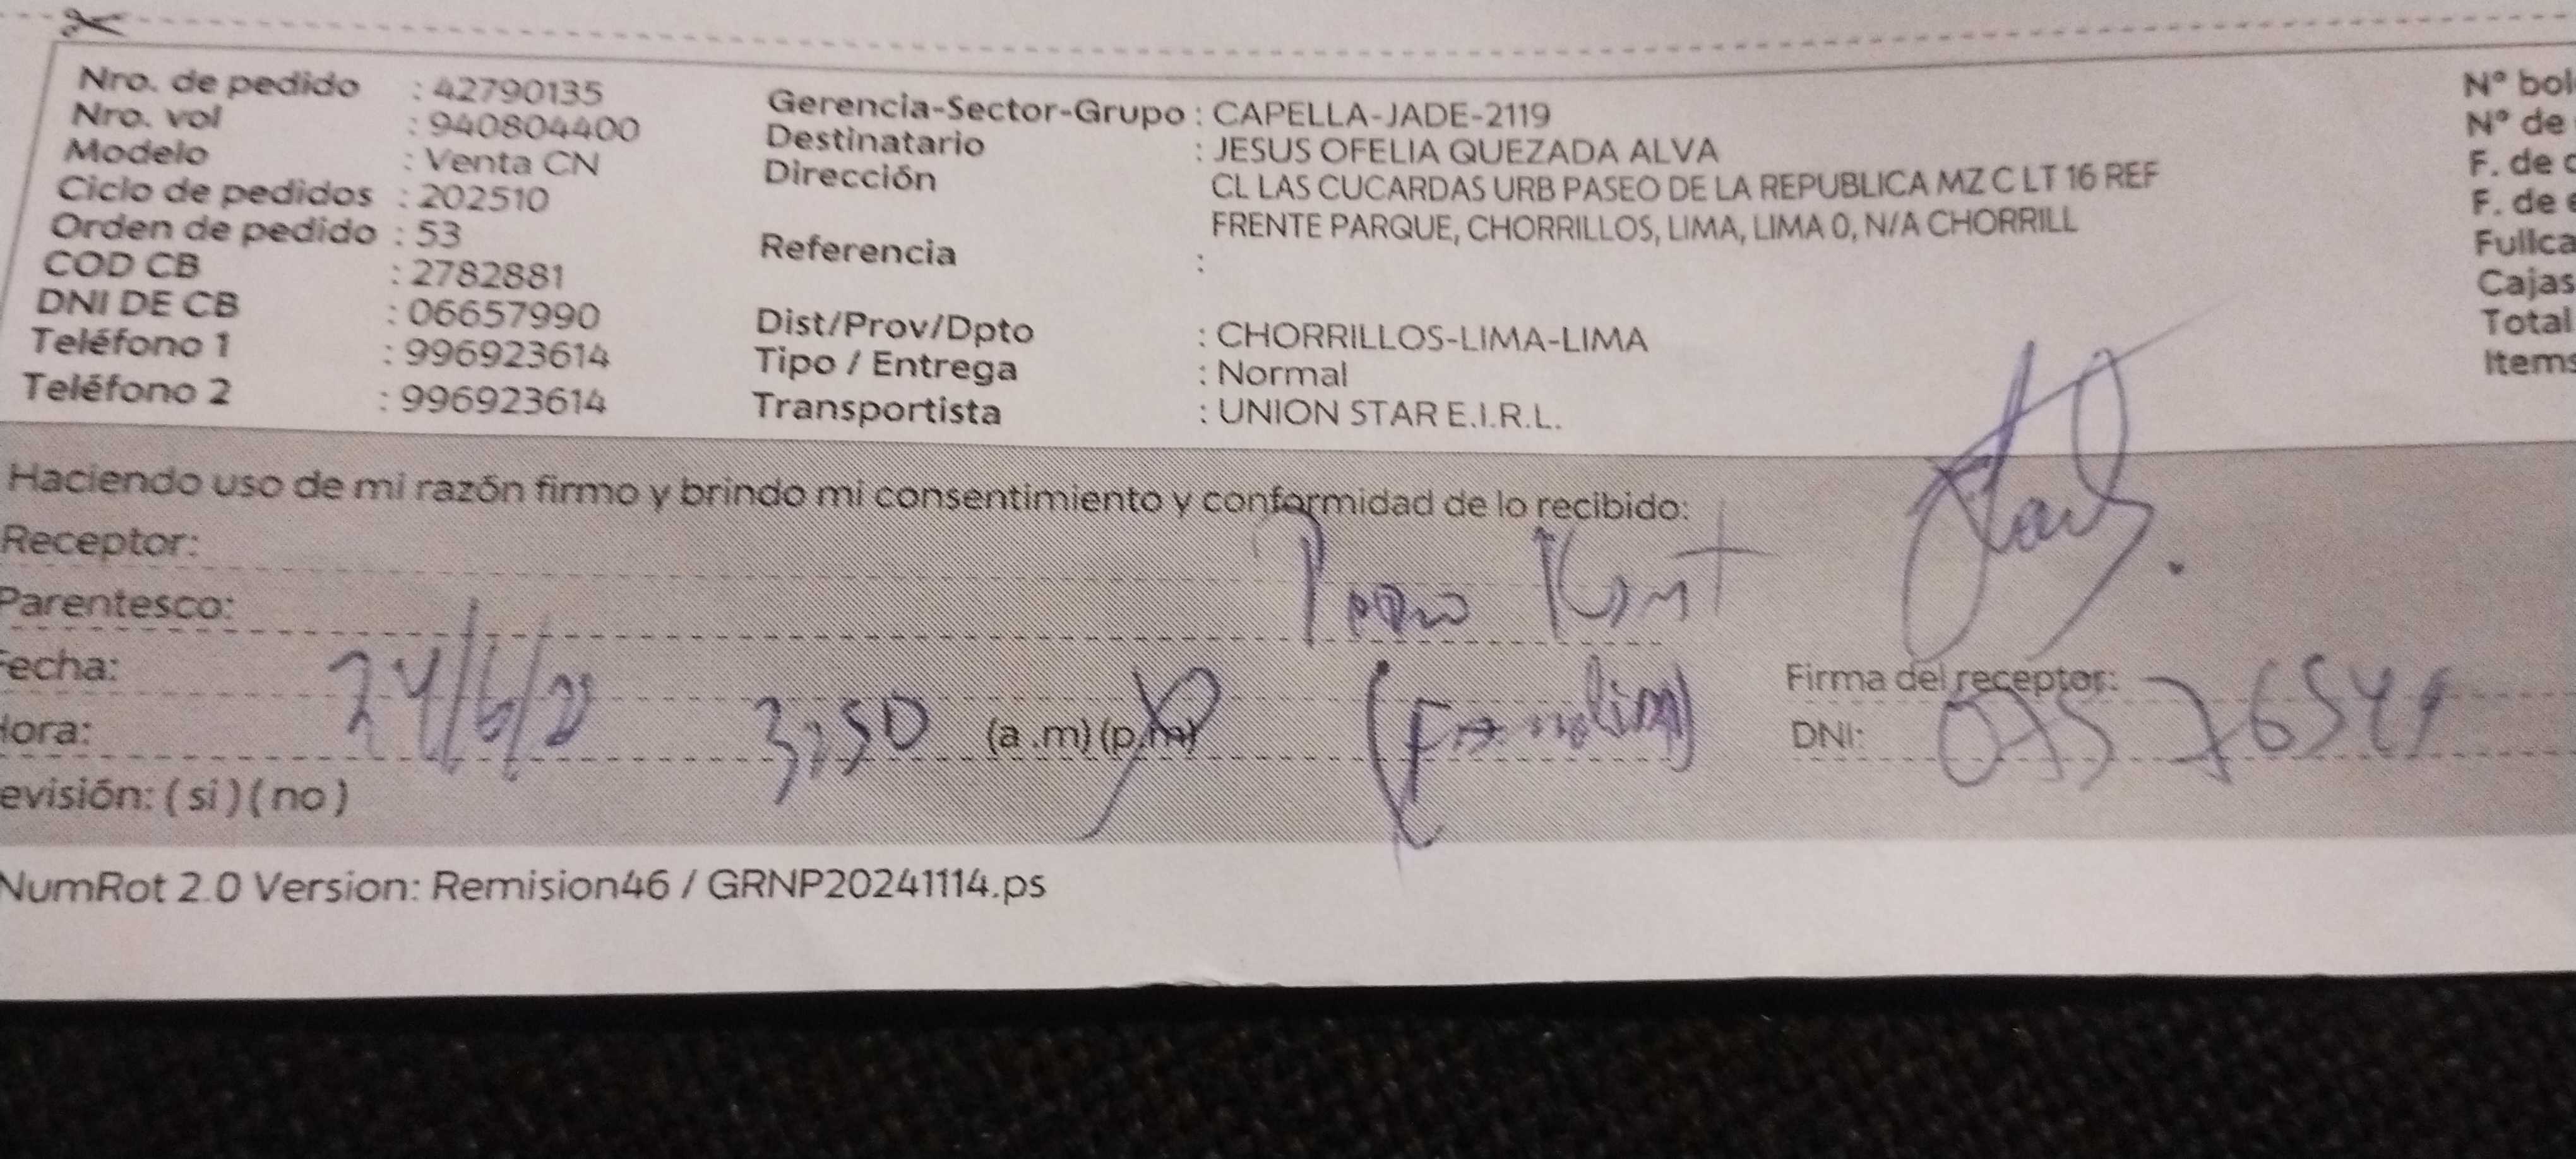 Nro. de pedido : 42790135
Nro. vol : 940804400
Modelo : Venta CN
Ciclo de pedidos : 202510
Orden de pedido : 53
COD CB : 2782881
DNI DE CB : 06657990
Teléfono 1 : 996923614
Teléfono 2 : 996923614
Gerencia-Sector-Grupo : CAPELLA-JADE-2119
Destinatario : JESUS OFELIA QUEZADA ALVA
Dirección CL LAS CUCARDAS URB PASEO DE LA REPUBLICA MZ C LT 16 REF
FRENTE PARQUE, CHORRILLOS, LIMA, LIMA 0, N/A CHORRILL
Referencia :
Dist/Prov/Dpto : CHORRILLOS-LIMA-LIMA
Tipo / Entrega : Normal
Transportista : UNION STAR E.I.R.L.
N° bol
N° de
F. de
F. de
Fullca
Cajas
Total
Items
Haciendo uso de mi razón firmo y brindo mi consentimiento y conformidad de lo recibido:
Receptor:
Parentesco:
Fecha: 24/6/
Hora: 3:50 (a .m) (p.m)
evisión: ( si ) ( no )
Firma del receptor:
DNI:
NumRot 2.0 Version: Remision46 / GRNP20241114.ps